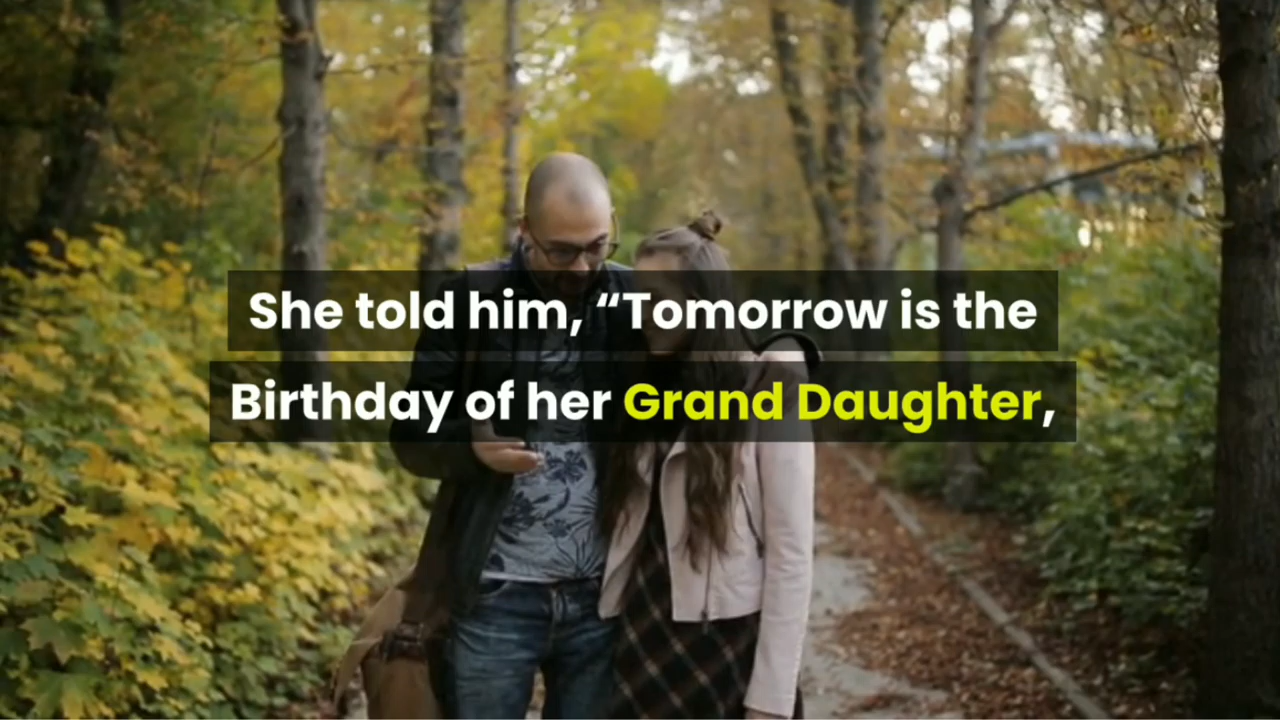 She told him, “Tomorrow is the
Birthday of her Grand Daughter,